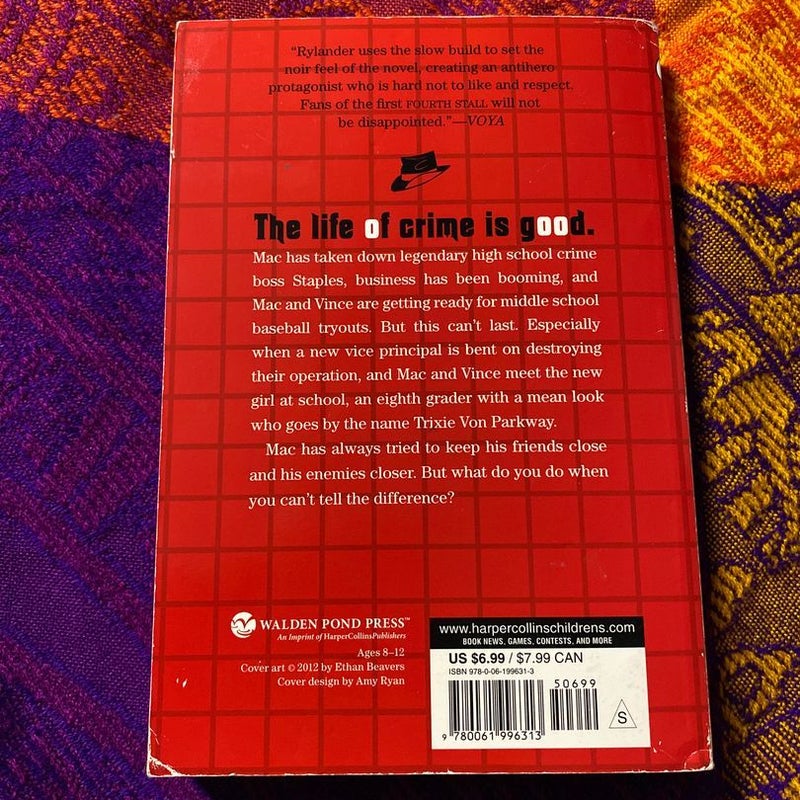 “Rylander uses the slow build to set the
noir feel of the novel, creating an antihero
protagonist who is hard not to like and respect.
Fans of the first FOURTH STALL will not
be disappointed.”—VOYA
The life of crime is good.
Mac has taken down legendary high school crime
boss Staples, business has been booming, and
Mac and Vince are getting ready for middle school
baseball tryouts. But this can’t last. Especially
when a new vice principal is bent on destroying
their operation, and Mac and Vince meet the new
girl at school, an eighth grader with a mean look
who goes by the name Trixie Von Parkway.
Mac has always tried to keep his friends close
and his enemies closer. But what do you do when
you can’t tell the difference?
WALDEN POND PRESS™
An Imprint of HarperCollinsPublishers
Ages 8–12
Cover art © 2012 by Ethan Beavers
Cover design by Amy Ryan
www.harpercollinschildrens.com
BOOK NEWS, GAMES, CONTESTS, AND MORE
US $6.99 / $7.99 CAN
ISBN 978-0-06-199631-3
50699
9 780061 996313
S